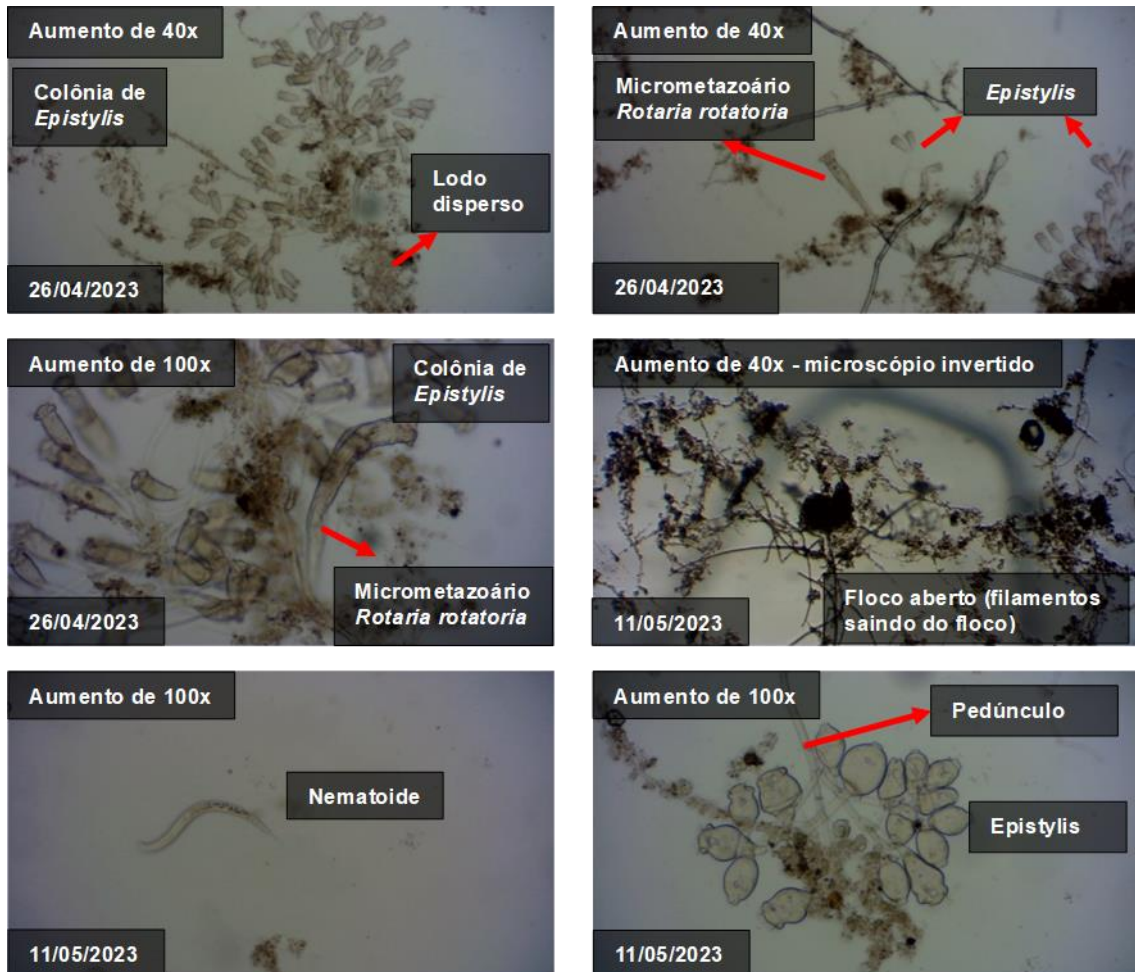 Aumento de 40x
Colônia de
Epistylis
Lodo
disperso
26/04/2023
Aumento de 40x
Micrometazoário
Rotaria rotatoria
Epistylis
26/04/2023
Aumento de 100x
Colônia de
Epistylis
Micrometazoário
Rotaria rotatoria
26/04/2023
Aumento de 40x - microscópio invertido
Floco aberto (filamentos
saindo do floco)
11/05/2023
Aumento de 100x
Nematoide
11/05/2023
Aumento de 100x
Pedúnculo
Epistylis
11/05/2023